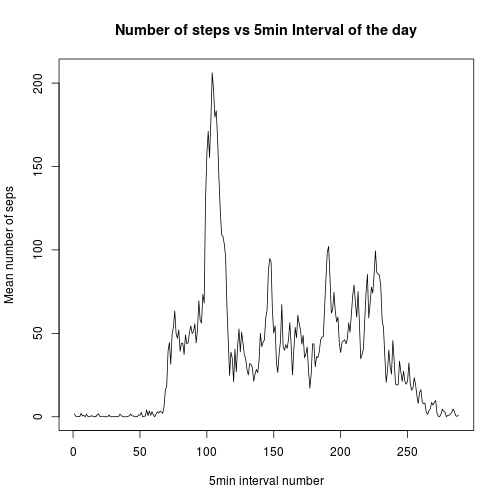 Number of steps vs 5min Interval of the day
Mean number of seps
200
150
100
50
0
0 50 100 150 200 250
5min interval number